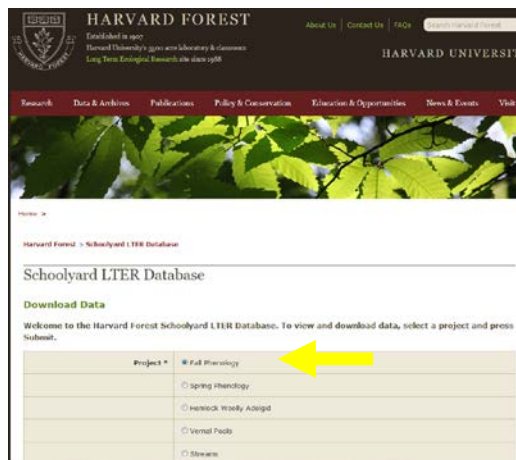 HARVARD FOREST
Established in 1907
Harvard University's 3500 acre laboratory & classroom
Long Term Ecological Research site since 1988
About Us | Contact Us | FAQs
Search Harvard Forest
HARVARD UNIVERSIT
Research Data & Archives Publications Policy & Conservation Education & Opportunities News & Events Visit
Home >
Harvard Forest > Schoolyard LTER Database
Schoolyard LTER Database
Download Data
Welcome to the Harvard Forest Schoolyard LTER Database. To view and download data, select a project and press
Submit.
Project * Fall Phenology
Spring Phenology
Hemlock Woolly Adelgid
Vernal Pools
Streams